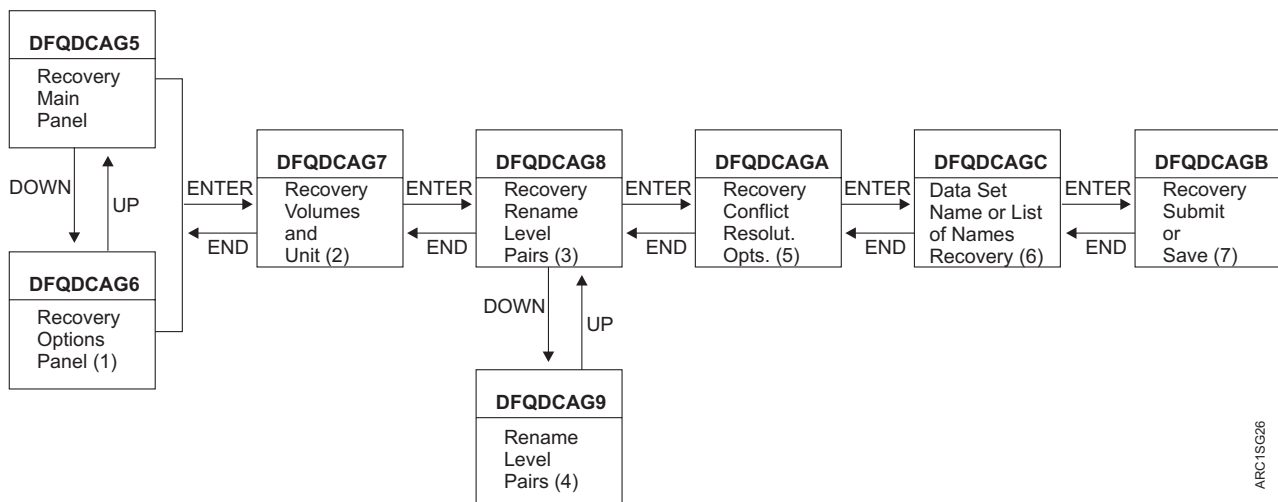 DFQDCAG5
Recovery
Main
Panel
DOWN
UP
DFQDCAG6
Recovery
Options
Panel (1)
ENTER
END
DFQDCAG7
Recovery
Volumes
and
Unit (2)
ENTER
END
DFQDCAG8
Recovery
Rename
Level
Pairs (3)
DOWN
UP
DFQDCAG9
Rename
Level
Pairs (4)
ENTER
END
DFQDCAGA
Recovery
Conflict
Resolut.
Opts. (5)
ENTER
END
DFQDCAGC
Data Set
Name or List
of Names
Recovery (6)
ENTER
END
DFQDCAGB
Recovery
Submit
or
Save (7)
ARC1SG26